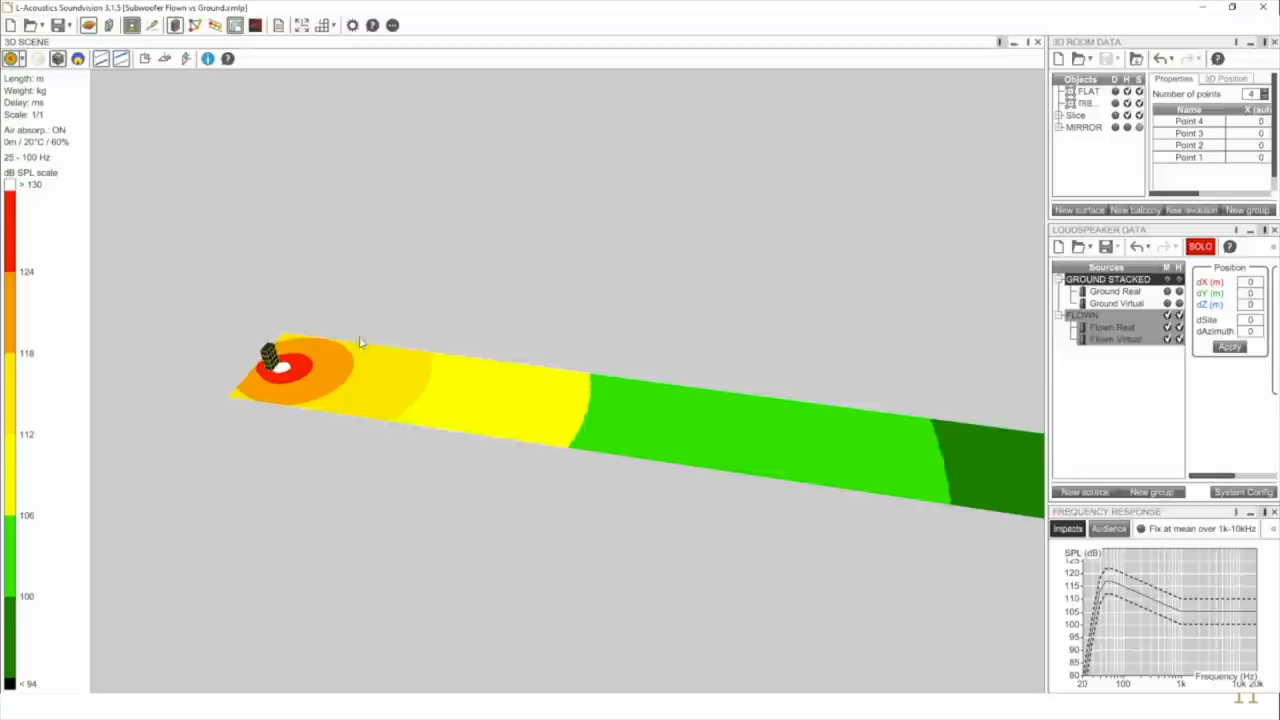 L-Acoustics Soundvision 3.1.5 [Subwoofer Flown vs Ground.xmlp]
3D SCENE
Length: m
Weight: kg
Delay: ms
Scale: 1/1
Air absorp.: ON
0m / 20°C / 60%
25 - 100 Hz
dB SPL scale
> 130
124
118
112
106
100
< 94
3D ROOM DATA
Objects D H S
FLAT
TRB...
Slice
MIRROR
Properties 3D Position
Number of points 4
Name X (aut
Point 4 0
Point 3 0
Point 2 0
Point 1 0
New surface New balcony New revolution New group
LOUDSPEAKER DATA
SOLO
Sources M H
GROUND STACKED
Ground Real
Ground Virtual
FLOWN
Flown Real
Flown Virtual
Position
dX (m) 0
dY (m) 0
dZ (m) 0
dSite 0
dAzimuth 0
Apply
New source New group System Config
FREQUENCY RESPONSE
Impacts Audience Fix at mean over 1k-10kHz
SPL (dB)
125
120
115
110
105
100
95
90
85
80
Frequency (Hz)
20 100 1k 10k 20k